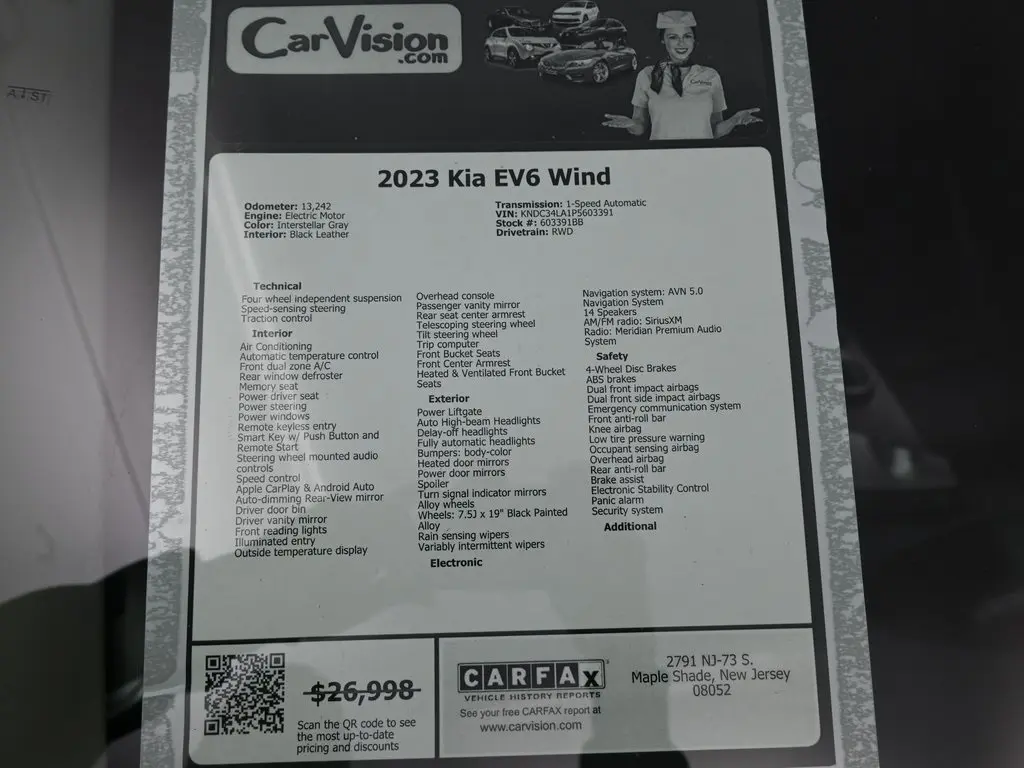 CarVision
.com
2023 Kia EV6 Wind
Odometer: 13,242
Engine: Electric Motor
Color: Interstellar Gray
Interior: Black Leather
Transmission: 1-Speed Automatic
VIN: KNDC34LA1P5603391
Stock #: 603391BB
Drivetrain: RWD
Technical
Four wheel independent suspension
Speed-sensing steering
Traction control
Interior
Air Conditioning
Automatic temperature control
Front dual zone A/C
Rear window defroster
Memory seat
Power driver seat
Power steering
Power windows
Remote keyless entry
Smart Key w/ Push Button and
Remote Start
Steering wheel mounted audio
controls
Speed control
Apple CarPlay & Android Auto
Auto-dimming Rear-View mirror
Driver door bin
Driver vanity mirror
Front reading lights
Illuminated entry
Outside temperature display
Overhead console
Passenger vanity mirror
Rear seat center armrest
Telescoping steering wheel
Tilt steering wheel
Trip computer
Front Bucket Seats
Front Center Armrest
Heated & Ventilated Front Bucket
Seats
Exterior
Power Liftgate
Auto High-beam Headlights
Delay-off headlights
Fully automatic headlights
Bumpers: body-color
Heated door mirrors
Power door mirrors
Spoiler
Turn signal indicator mirrors
Alloy wheels
Wheels: 7.5J x 19" Black Painted
Alloy
Rain sensing wipers
Variably intermittent wipers
Electronic
Navigation system: AVN 5.0
Navigation System
14 Speakers
AM/FM radio: SiriusXM
Radio: Meridian Premium Audio
System
Safety
4-Wheel Disc Brakes
ABS brakes
Dual front impact airbags
Dual front side impact airbags
Emergency communication system
Front anti-roll bar
Knee airbag
Low tire pressure warning
Occupant sensing airbag
Overhead airbag
Rear anti-roll bar
Brake assist
Electronic Stability Control
Panic alarm
Security system
Additional
$26,998
Scan the QR code to see
the most up-to-date
pricing and discounts
CARFAX
VEHICLE HISTORY REPORTS
See your free CARFAX report at
www.carvision.com
2791 NJ-73 S.
Maple Shade, New Jersey
08052